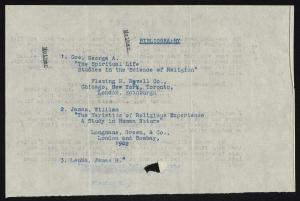 BIBLIOGRAPHY
1. Coe, George A.
"The Spiritual Life
Studies in the Science of Religion"
Fleming H. Revell Co.,
Chicago, New York, Toronto,
London, Edinburgh
2. James, William
"The Varieties of Religious Experience
A Study in Human Nature"
Longmans, Green, & Co.,
London and Bombay,
1902
3. Leuba, James H."